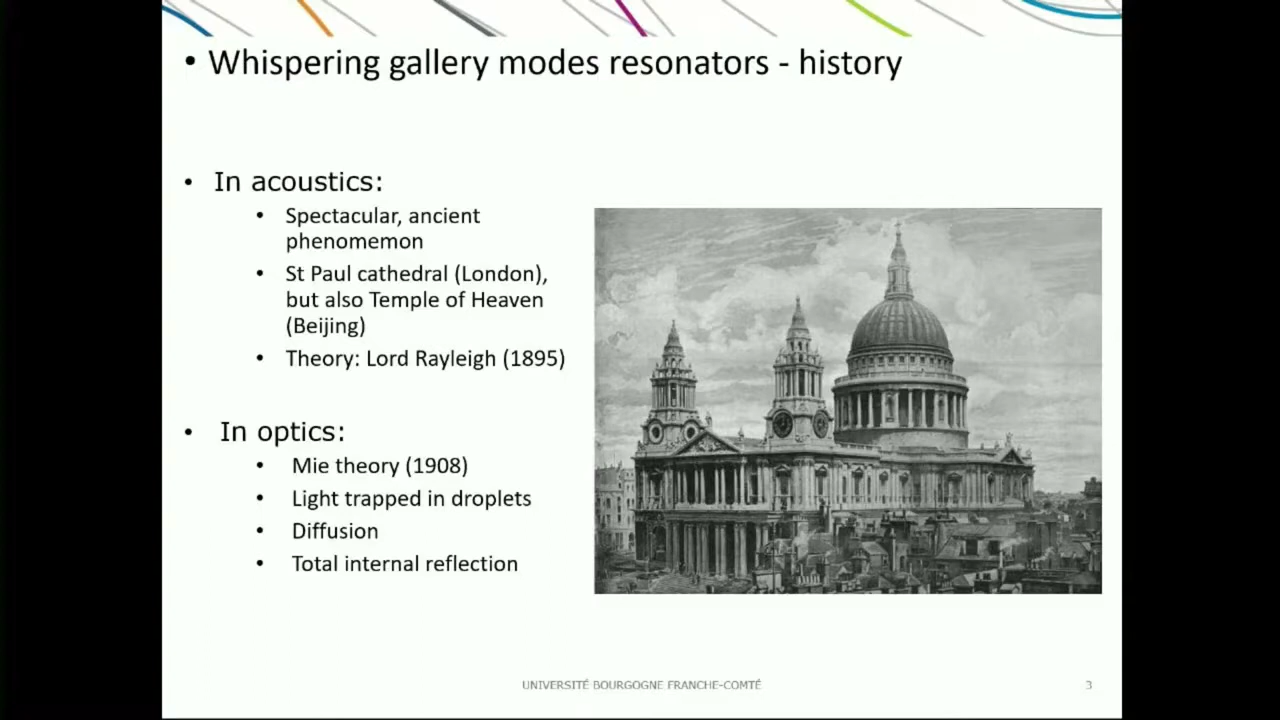 • Whispering gallery modes resonators - history
• In acoustics:
• Spectacular, ancient
phenomemon
• St Paul cathedral (London),
but also Temple of Heaven
(Beijing)
• Theory: Lord Rayleigh (1895)
• In optics:
• Mie theory (1908)
• Light trapped in droplets
• Diffusion
• Total internal reflection
UNIVERSITÉ BOURGOGNE FRANCHE-COMTÉ
3